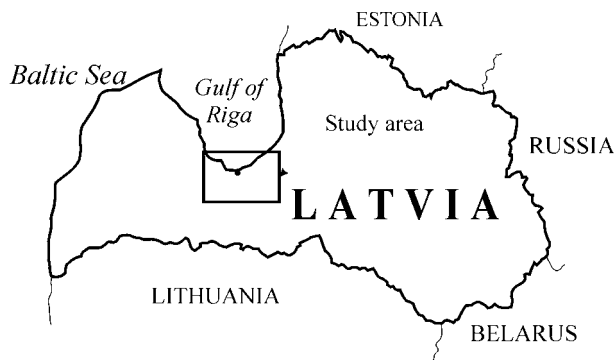 ESTONIA
Baltic Sea
Gulf of
Riga
Study area
RUSSIA
LATVIA
LITHUANIA
BELARUS